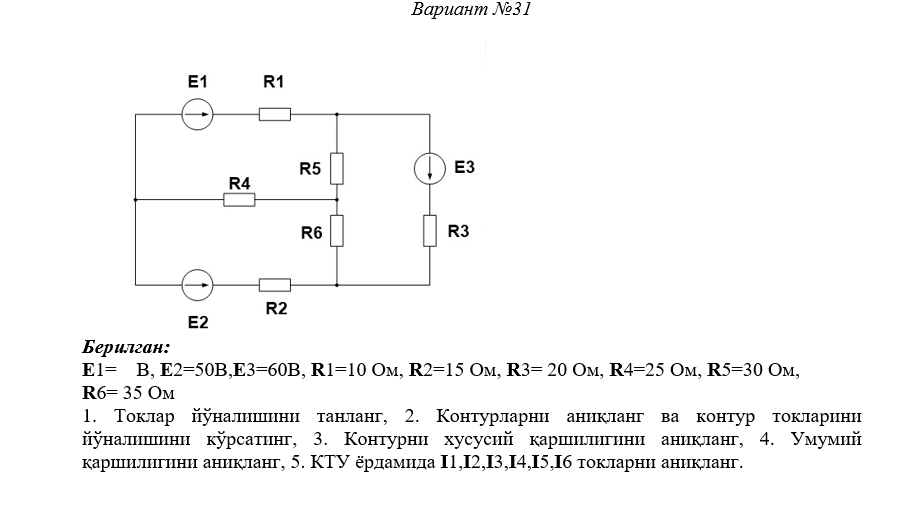 Вариант №31
E1 R1
R5 E3
R4
R6 R3
R2
E2
Берилган:
E1= В, E2=50В,E3=60В, R1=10 Ом, R2=15 Ом, R3= 20 Ом, R4=25 Ом, R5=30 Ом,
R6= 35 Ом
1. Токлар йўналишини танланг, 2. Контурларни аниқланг ва контур токларини
йўналишини кўрсатинг, 3. Контурни хусусий қаршилигини аниқланг, 4. Умумий
қаршилигини аниқланг, 5. КТУ ёрдамида I1,I2,I3,I4,I5,I6 токларни аниқланг.